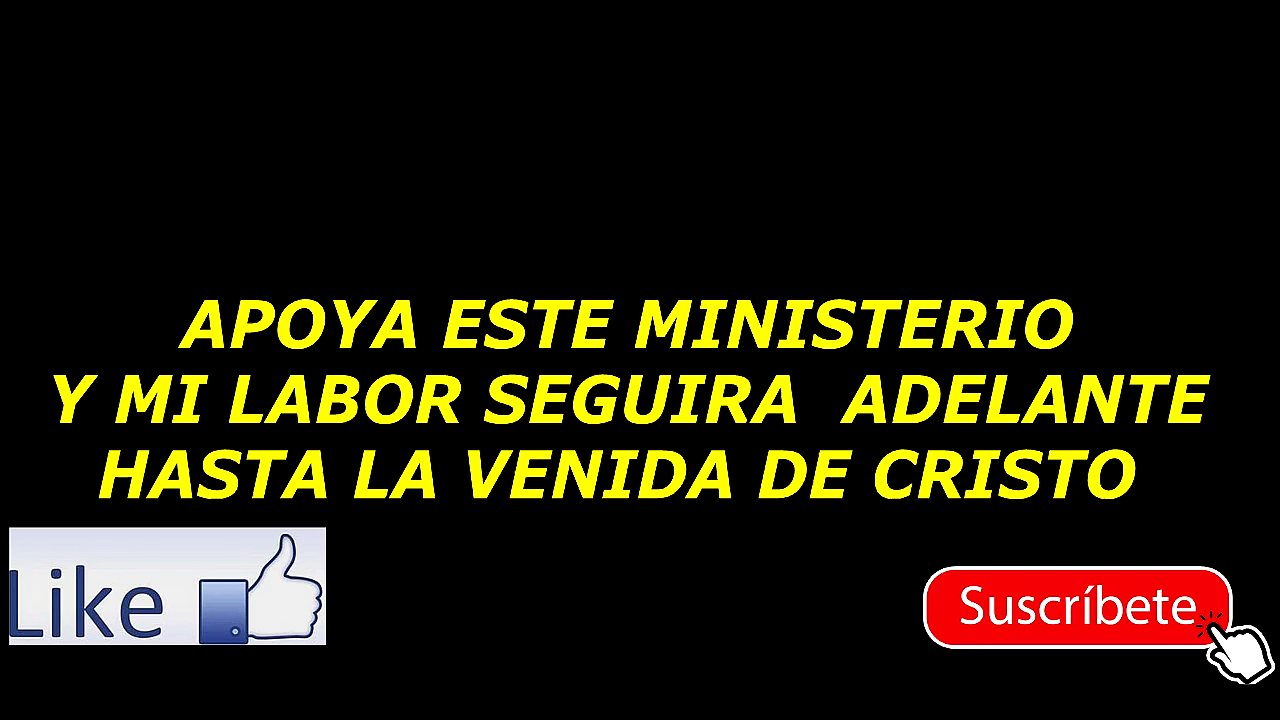 APOYA ESTE MINISTERIO
Y MI LABOR SEGUIRA ADELANTE
HASTA LA VENIDA DE CRISTO
Like
Suscríbete